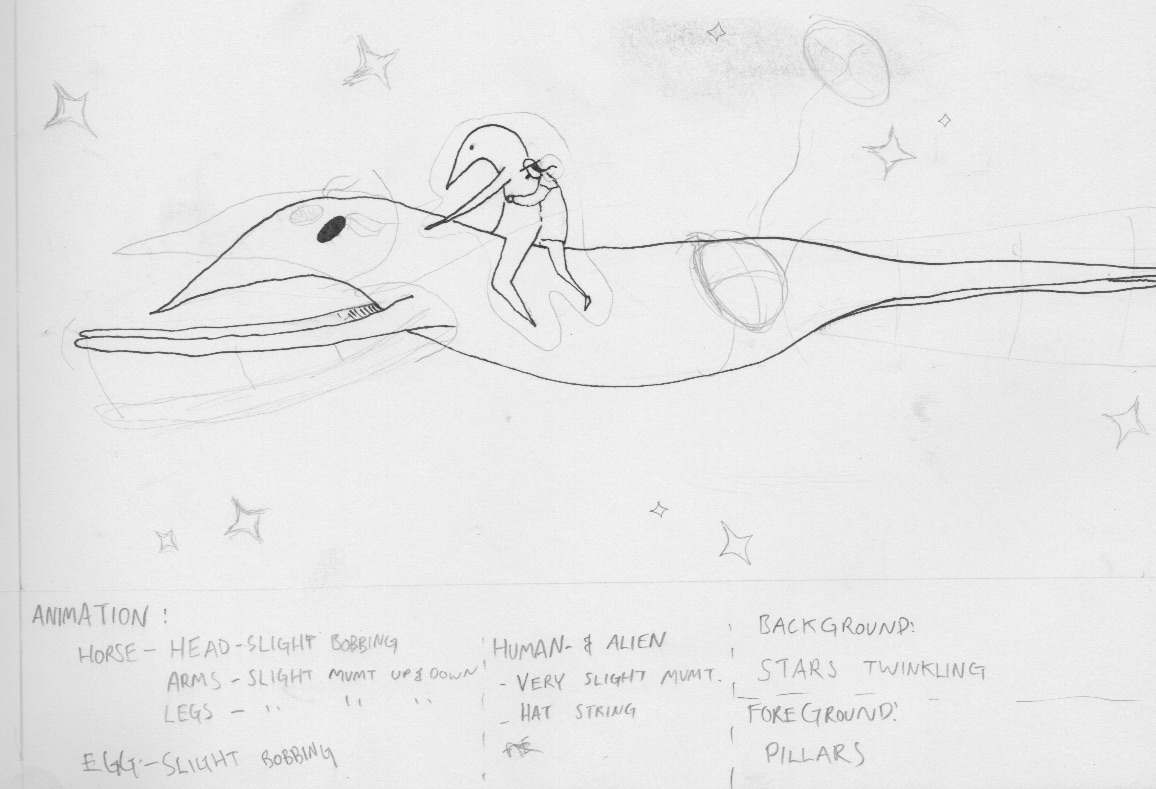 ANIMATION:
HORSE - HEAD - SLIGHT BOBBING
ARMS - SLIGHT MVMT UP & DOWN
LEGS - " " "
EGG - SLIGHT BOBBING
HUMAN - & ALIEN
- VERY SLIGHT MVMT.
- HAT STRING
BACKGROUND:
STARS TWINKLING
FOREGROUND:
PILLARS